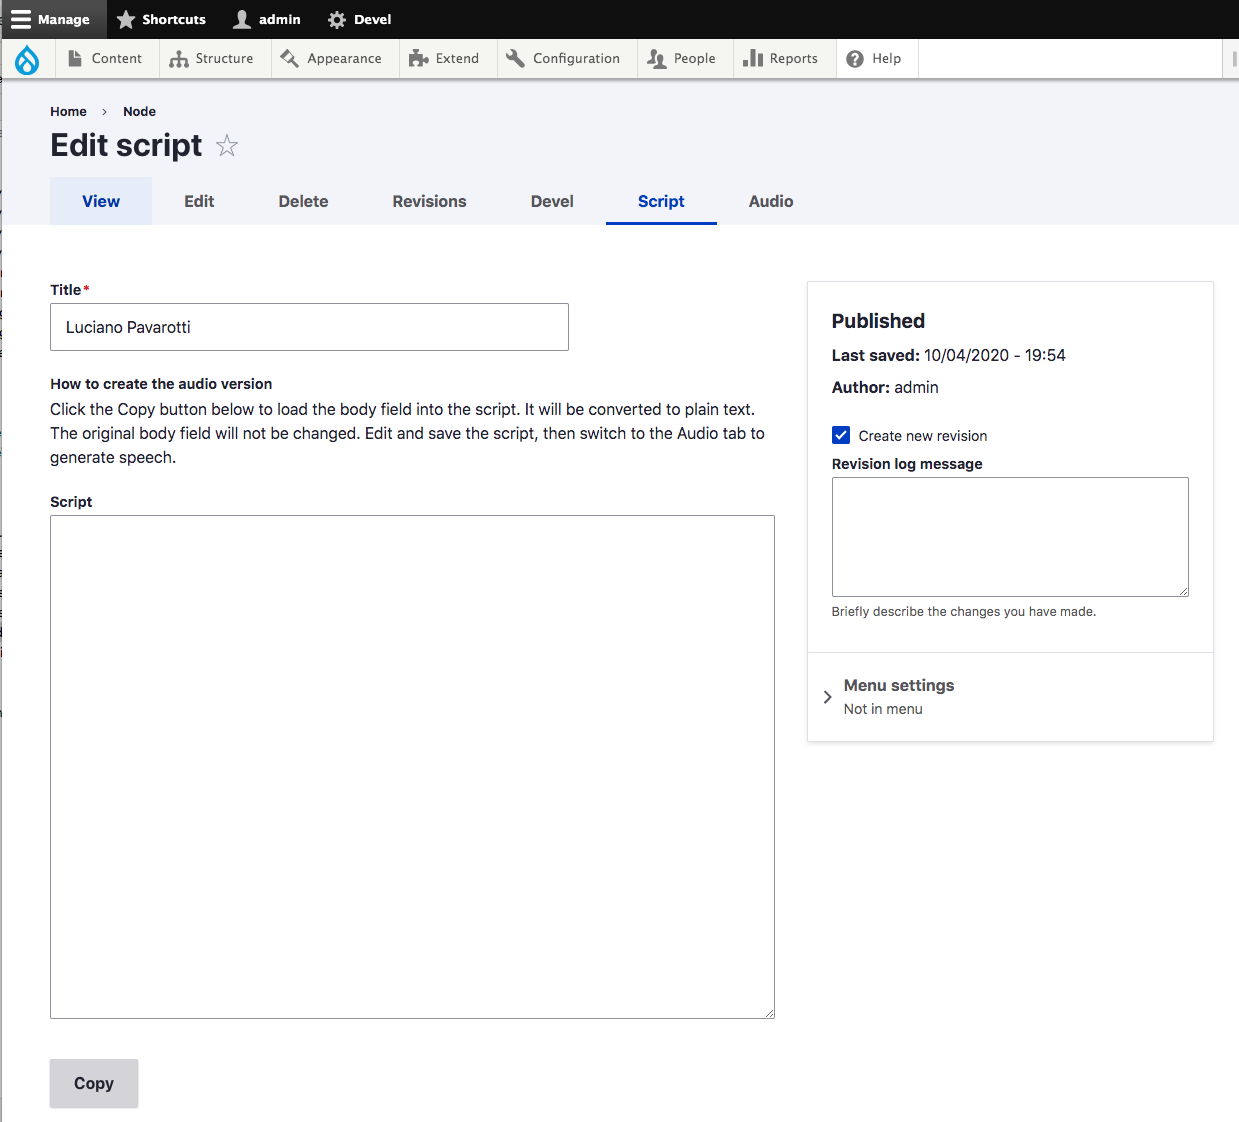 Manage Shortcuts admin Devel
Content Structure Appearance Extend Configuration People Reports Help
Home › Node
Edit script
View Edit Delete Revisions Devel Script Audio
Title*
Luciano Pavarotti
How to create the audio version
Click the Copy button below to load the body field into the script. It will be converted to plain text.
The original body field will not be changed. Edit and save the script, then switch to the Audio tab to
generate speech.
Script
Copy
Published
Last saved: 10/04/2020 - 19:54
Author: admin
Create new revision
Revision log message
Briefly describe the changes you have made.
Menu settings
Not in menu